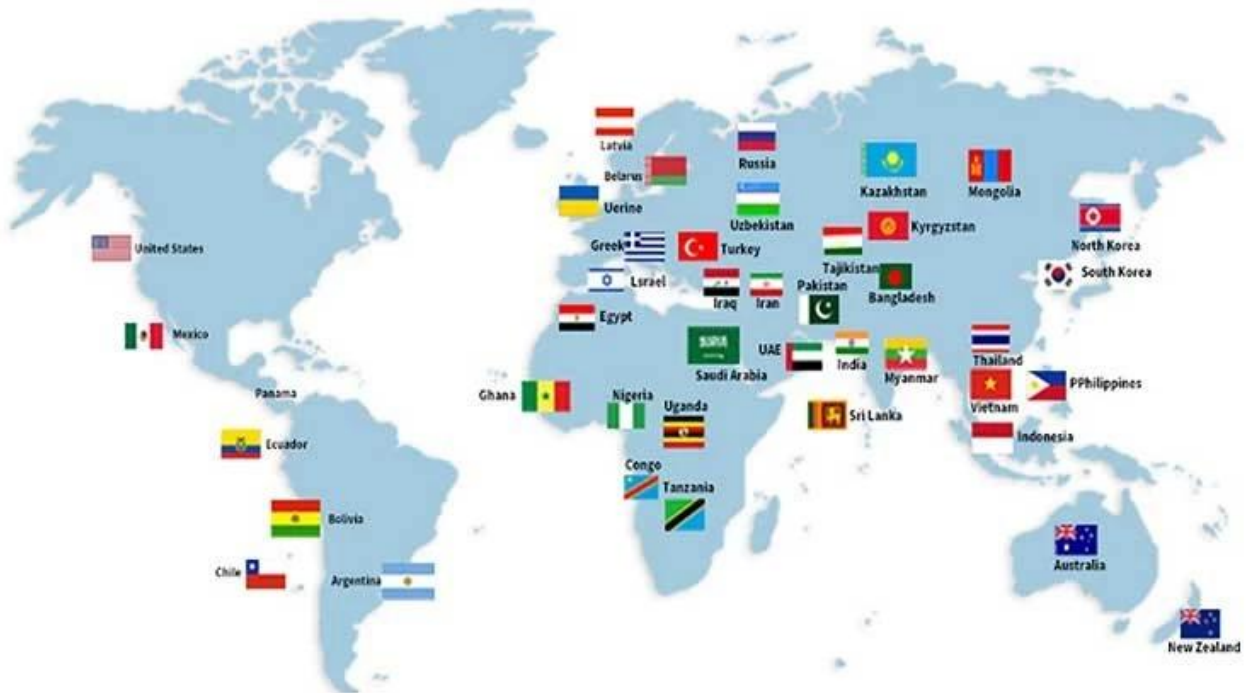 Latvia
Russia
Belarus
Kazakhstan
Mongolia
Uerine
Uzbekistan
Kyrgyzstan
North Korea
United States
Greek
Turkey
Tajikistan
South Korea
Lsrael
Iraq
Iran
Pakistan
Bangladesh
Egypt
Mexico
Saudi Arabia
UAE
India
Myanmar
Thailand
Panama
Ghana
Nigeria
Uganda
Sri Lanka
Vietnam
PPhilippines
Ecuador
Indonesia
Congo
Tanzania
Bolivia
Chile
Argentina
Australia
New Zealand